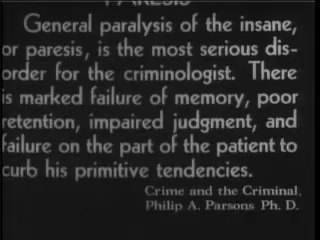 PARESIS
General paralysis of the insane,
or paresis, is the most serious dis-
order for the criminologist. There
is marked failure of memory, poor
retention, impaired judgment, and
failure on the part of the patient to
curb his primitive tendencies.
Crime and the Criminal,
Philip A. Parsons Ph. D.